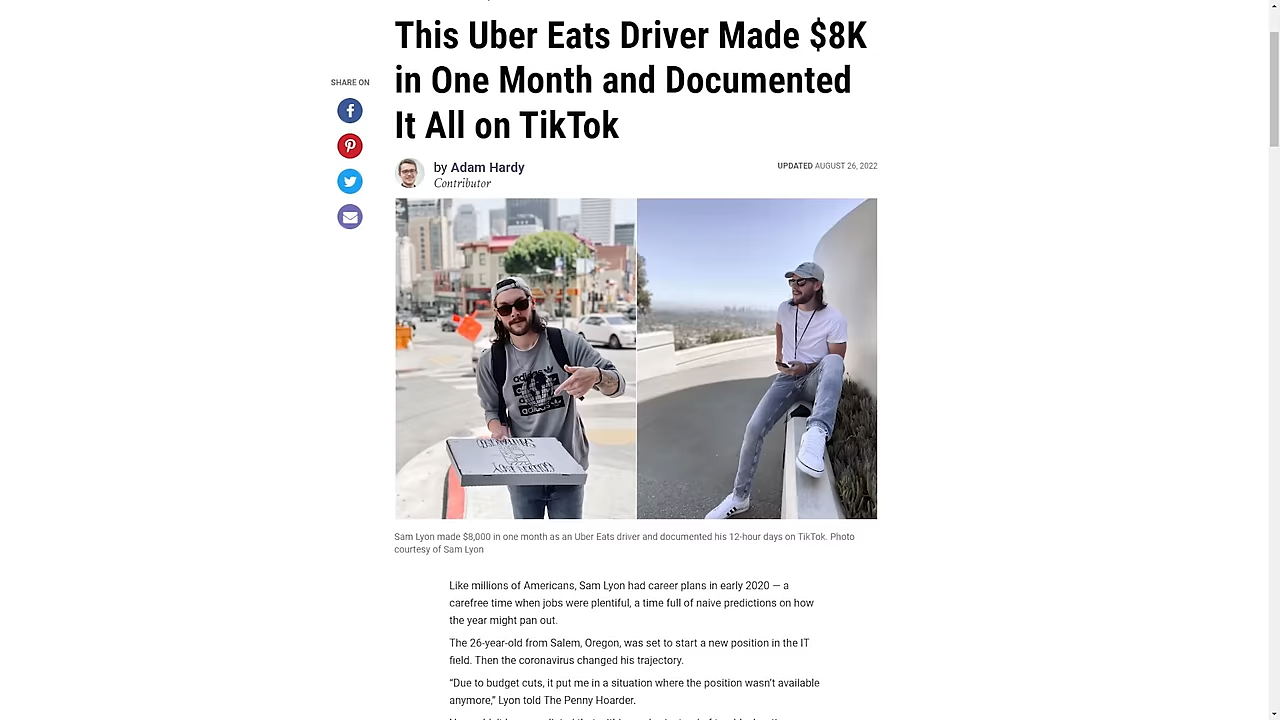 This Uber Eats Driver Made $8K
in One Month and Documented
It All on TikTok
SHARE ON
by Adam Hardy
Contributor
UPDATED AUGUST 26, 2022
adidas
adidas
Sam Lyon made $8,000 in one month as an Uber Eats driver and documented his 12-hour days on TikTok. Photo
courtesy of Sam Lyon
Like millions of Americans, Sam Lyon had career plans in early 2020 — a
carefree time when jobs were plentiful, a time full of naive predictions on how
the year might pan out.
The 26-year-old from Salem, Oregon, was set to start a new position in the IT
field. Then the coronavirus changed his trajectory.
“Due to budget cuts, it put me in a situation where the position wasn’t available
anymore,” Lyon told The Penny Hoarder.